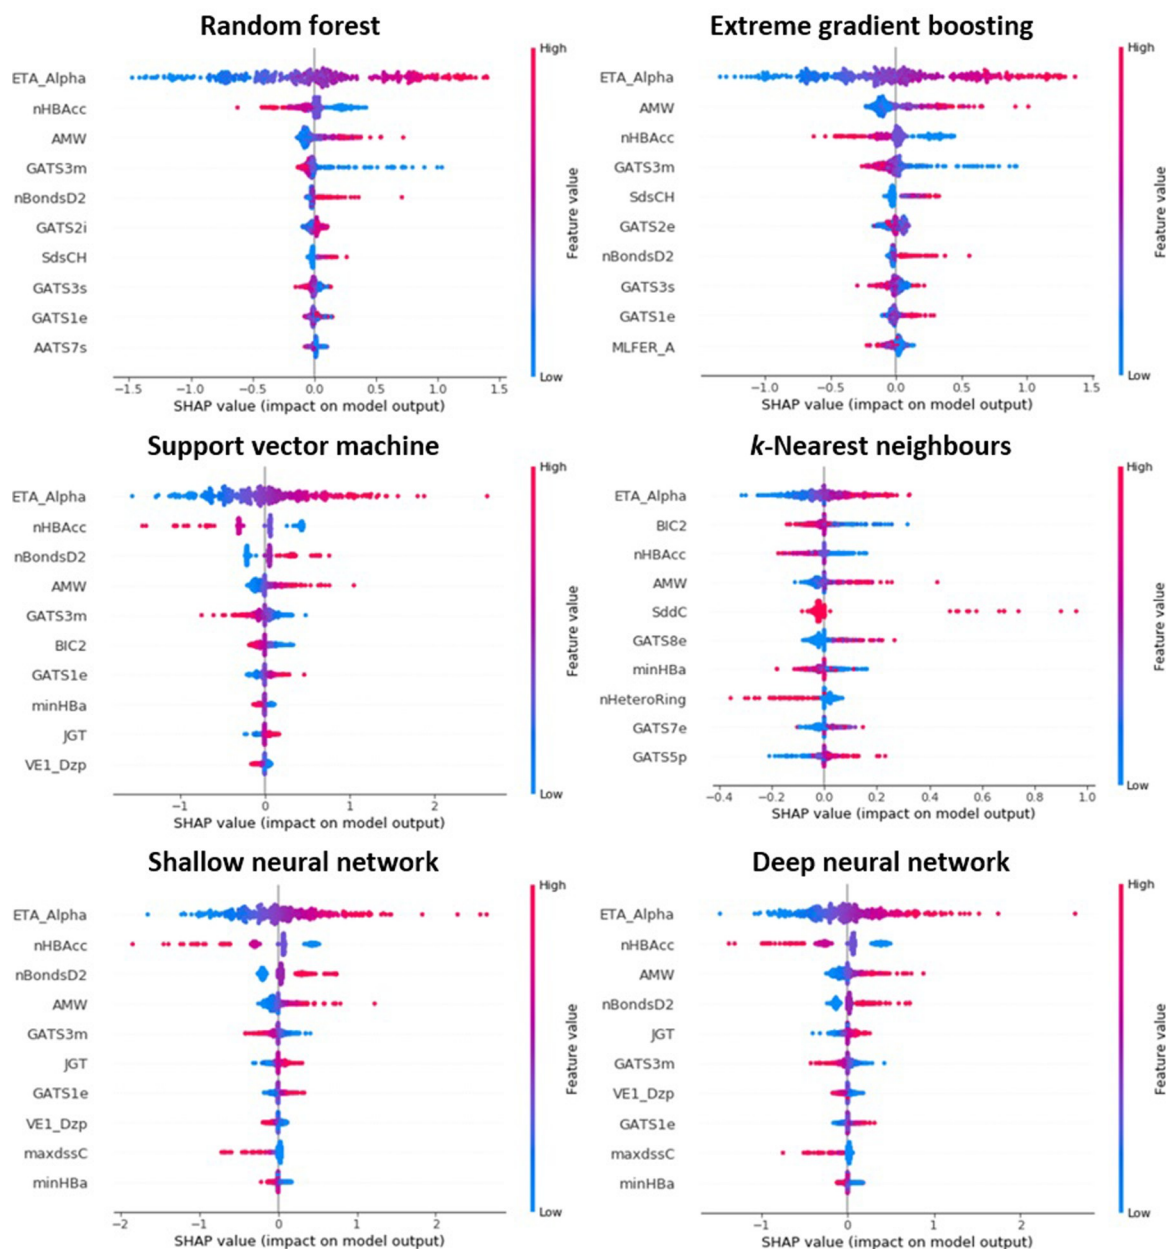 Random forest
High
ETA_Alpha
nHBAcc
AMW
GATS3m
nBondsD2
GATS2i
SdsCH
GATS3s
GATS1e
AATS7s
Feature value
Low
−1.5 −1.0 −0.5 0.0 0.5 1.0 1.5
SHAP value (impact on model output)
Extreme gradient boosting
High
ETA_Alpha
AMW
nHBAcc
GATS3m
SdsCH
GATS2e
nBondsD2
GATS3s
GATS1e
MLFER_A
Feature value
Low
−1.0 −0.5 0.0 0.5 1.0 1.5
SHAP value (impact on model output)
Support vector machine
High
ETA_Alpha
nHBAcc
nBondsD2
AMW
GATS3m
BIC2
GATS1e
minHBa
JGT
VE1_Dzp
Feature value
Low
−1 0 1 2
SHAP value (impact on model output)
k-Nearest neighbours
High
ETA_Alpha
BIC2
nHBAcc
AMW
SddC
GATS8e
minHBa
nHeteroRing
GATS7e
GATS5p
Feature value
Low
−0.4 −0.2 0.0 0.2 0.4 0.6 0.8 1.0
SHAP value (impact on model output)
Shallow neural network
High
ETA_Alpha
nHBAcc
nBondsD2
AMW
GATS3m
JGT
GATS1e
VE1_Dzp
maxdssC
minHBa
Feature value
Low
−2 −1 0 1 2
SHAP value (impact on model output)
Deep neural network
High
ETA_Alpha
nHBAcc
AMW
nBondsD2
JGT
GATS3m
VE1_Dzp
GATS1e
maxdssC
minHBa
Feature value
Low
−1 0 1 2
SHAP value (impact on model output)